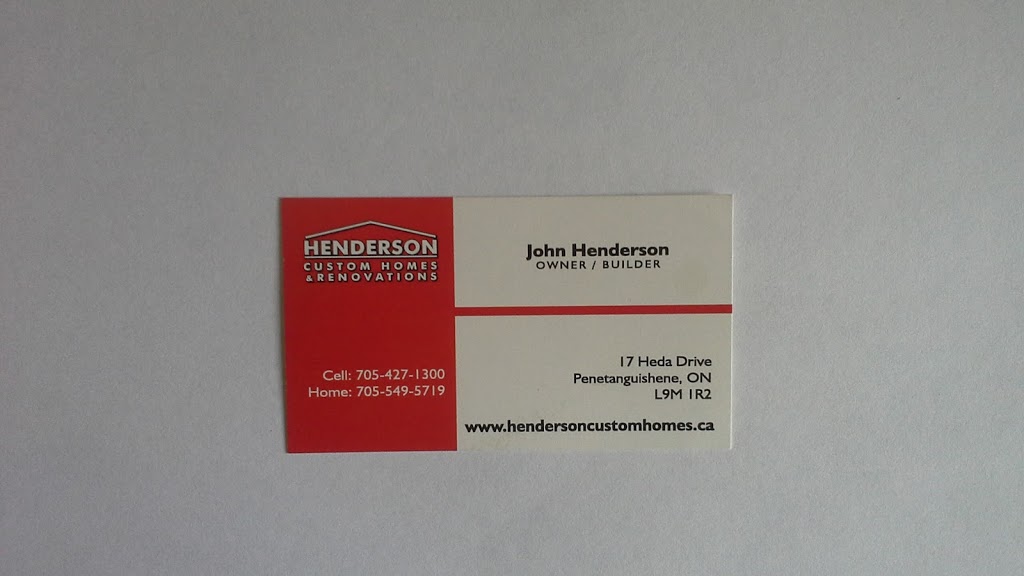 HENDERSON
CUSTOM HOMES
& RENOVATIONS
Cell: 705-427-1300
Home: 705-549-5719
John Henderson
OWNER / BUILDER
17 Heda Drive
Penetanguishene, ON
L9M 1R2
www.hendersoncustomhomes.ca